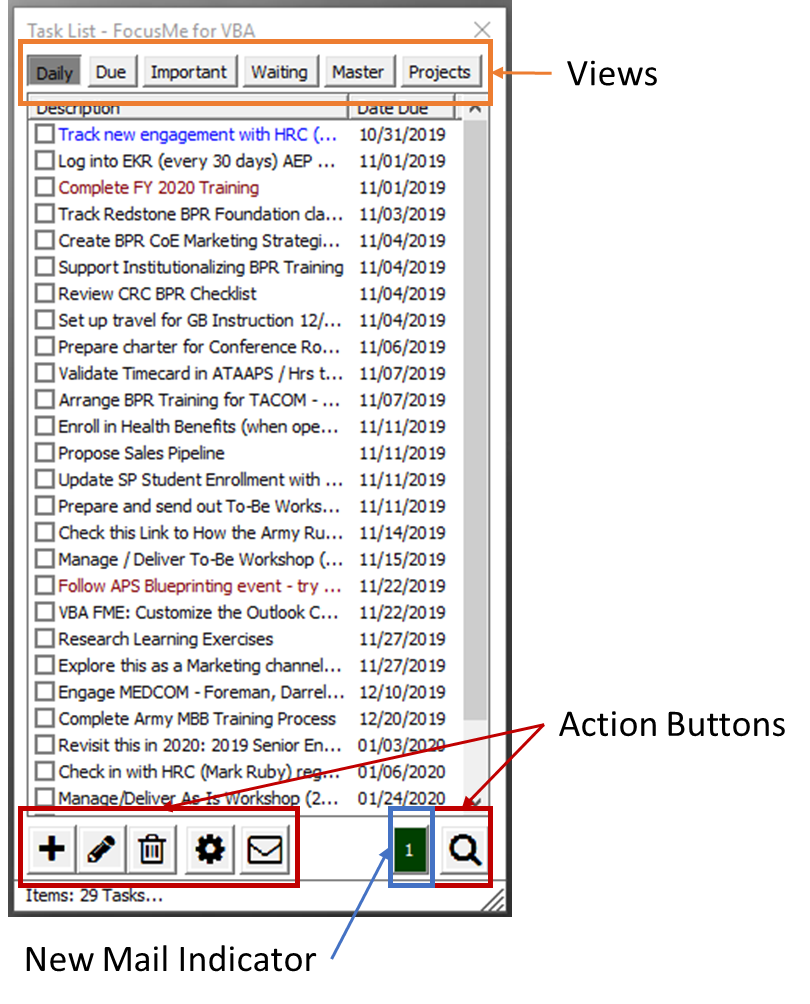 Task List - FocusMe for VBA
Daily Due Important Waiting Master Projects
Views
Description Date Due
Track new engagement with HRC (... 10/31/2019
Log into EKR (every 30 days) AEP ... 11/01/2019
Complete FY 2020 Training 11/01/2019
Track Redstone BPR Foundation cla... 11/03/2019
Create BPR CoE Marketing Strategi... 11/04/2019
Support Institutionalizing BPR Training 11/04/2019
Review CRC BPR Checklist 11/04/2019
Set up travel for GB Instruction 12/... 11/04/2019
Prepare charter for Conference Ro... 11/06/2019
Validate Timecard in ATAAPS / Hrs t... 11/07/2019
Arrange BPR Training for TACOM - ... 11/07/2019
Enroll in Health Benefits (when ope... 11/11/2019
Propose Sales Pipeline 11/11/2019
Update SP Student Enrollment with ... 11/11/2019
Prepare and send out To-Be Works... 11/11/2019
Check this Link to How the Army Ru... 11/14/2019
Manage / Deliver To-Be Workshop (... 11/15/2019
Follow APS Blueprinting event - try ... 11/22/2019
VBA FME: Customize the Outlook C... 11/22/2019
Research Learning Exercises 11/27/2019
Explore this as a Marketing channel... 11/27/2019
Engage MEDCOM - Foreman, Darrel... 12/10/2019
Complete Army MBB Training Process 12/20/2019
Action Buttons
Revisit this in 2020: 2019 Senior En... 01/03/2020
Check in with HRC (Mark Ruby) reg... 01/06/2020
Manage/Deliver As-Is Workshop (2... 01/24/2020
1
Items: 29 Tasks...
New Mail Indicator